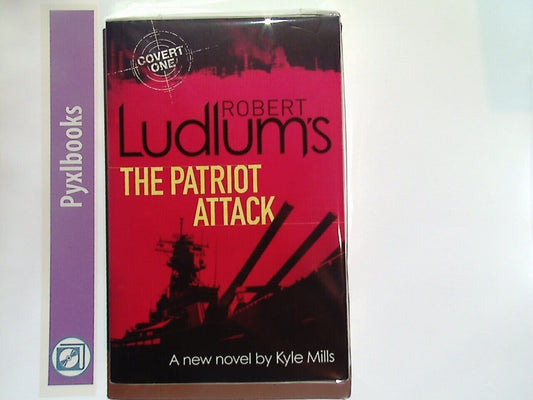 Pyxlbooks
COVERT
ONE
ROBERT
Ludlum's
THE PATRIOT
ATTACK
A new novel by Kyle Mills